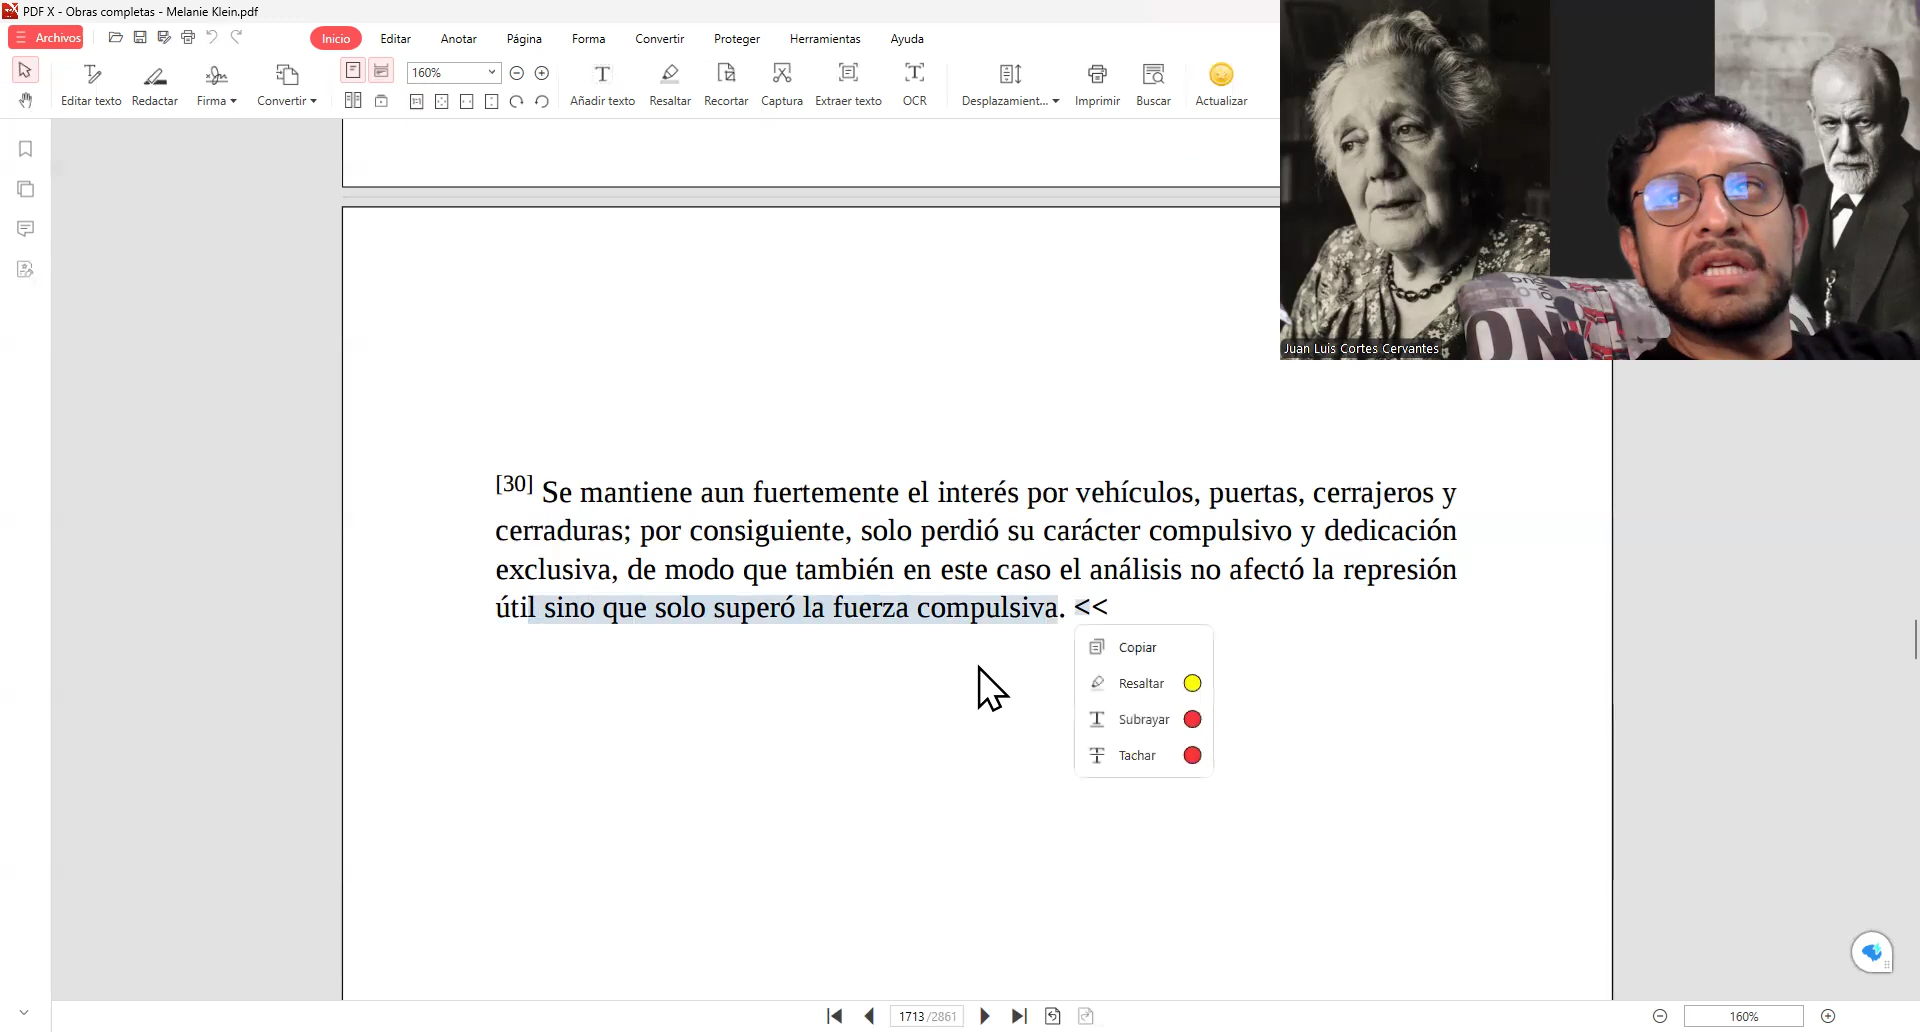 PDF X - Obras completas - Melanie Klein.pdf
Archivos
Inicio
Editar
Anotar
Página
Forma
Convertir
Proteger
Herramientas
Ayuda
160%
Editar texto
Redactar
Firma
Convertir
Añadir texto
Resaltar
Recortar
Captura
Extraer texto
OCR
Desplazamient...
Imprimir
Buscar
Actualizar
ON
Juan Luis Cortes Cervantes
[30] Se mantiene aun fuertemente el interés por vehículos, puertas, cerrajeros y
cerraduras; por consiguiente, solo perdió su carácter compulsivo y dedicación
exclusiva, de modo que también en este caso el análisis no afectó la represión
útil sino que solo superó la fuerza compulsiva. <<
Copiar
Resaltar
Subrayar
Tachar
1713 /2861
160%